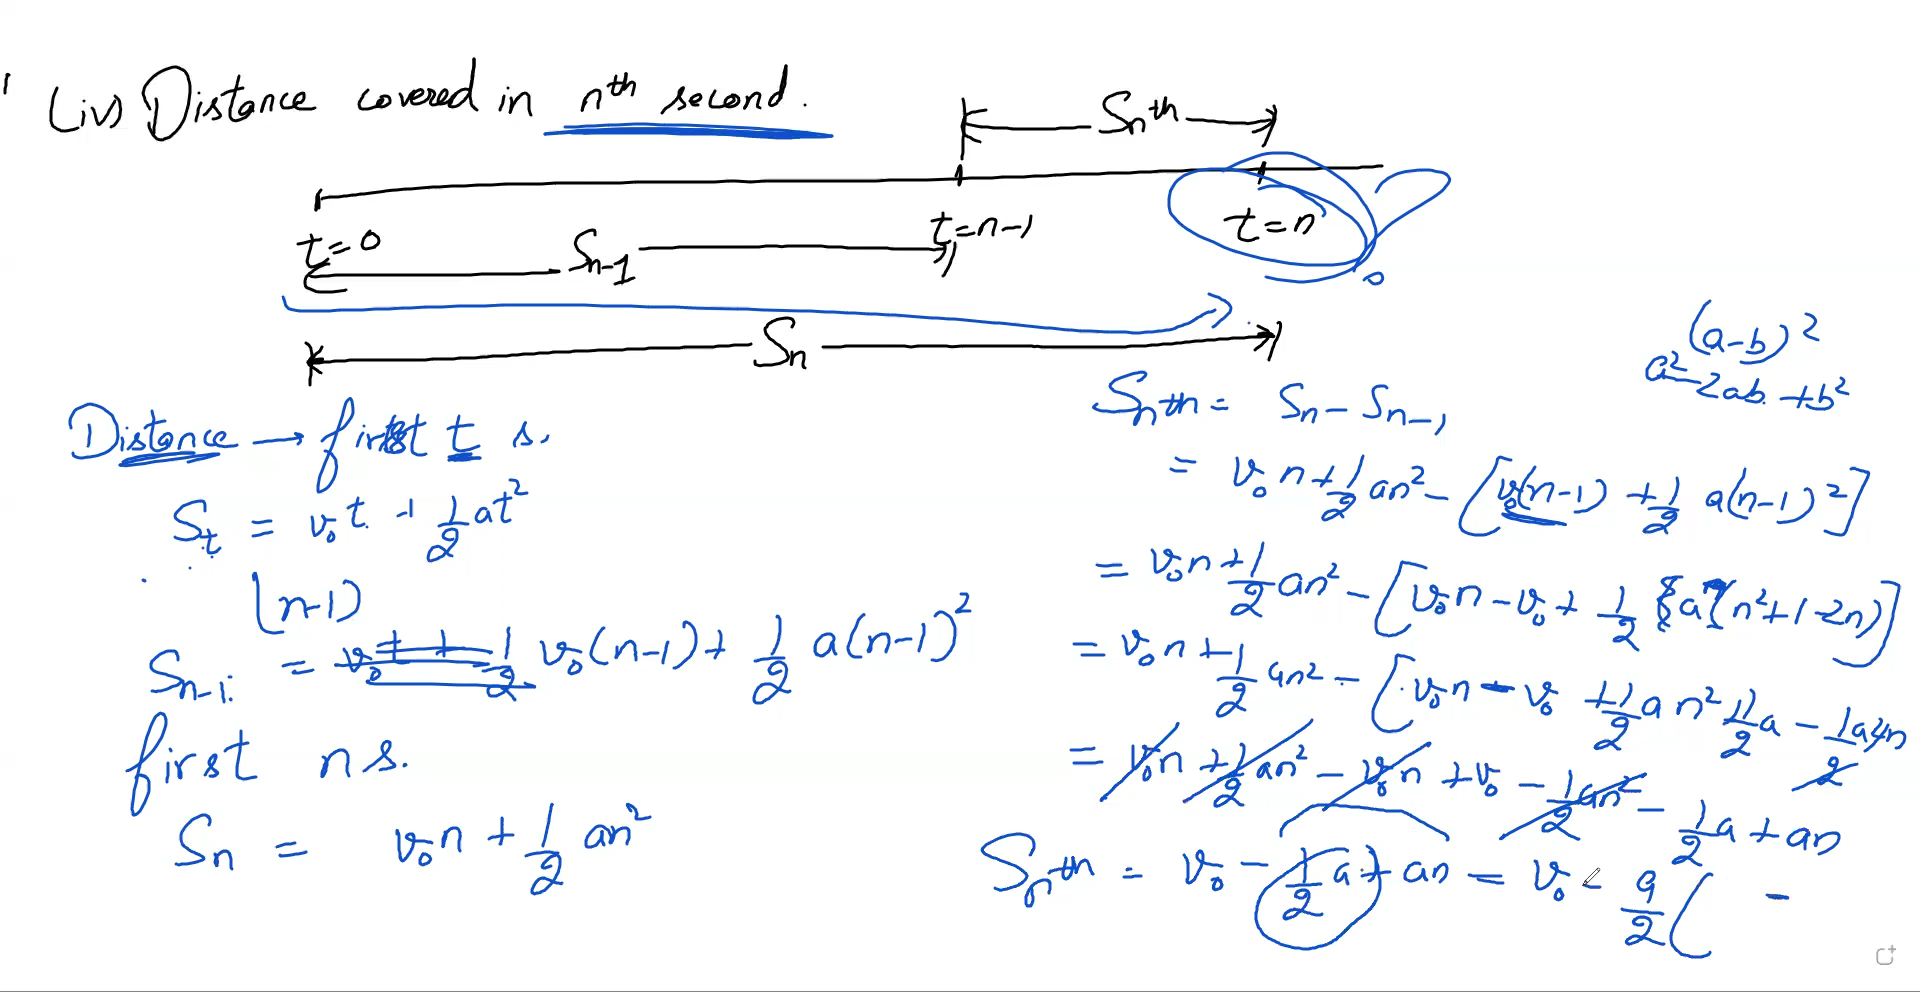 (iv) Distance covered in nth second.
Snth
t=0
Sn-1
t=n-1
t=n
Sn
(a-b)2
a2-2ab+b2
Distance → first t s.
St = v0t + 1/2 at2
(n-1)
Sn-1 = v0(n-1) + 1/2 a(n-1)2
first n s.
Sn = v0n + 1/2 an2
Snth = Sn - Sn-1
= v0n + 1/2 an2 - [v0(n-1) + 1/2 a(n-1)2]
= v0n + 1/2 an2 - [v0n - v0 + 1/2 a(n2+1-2n)]
= v0n + 1/2 an2 - [v0n - v0 + 1/2 an2 + 1/2 a - 1/2 a2n
= v0n + 1/2 an2 - v0n + v0 - 1/2 an2 - 1/2 a + an
Snth = v0 - 1/2 a + an = v0 - a/2 ( -